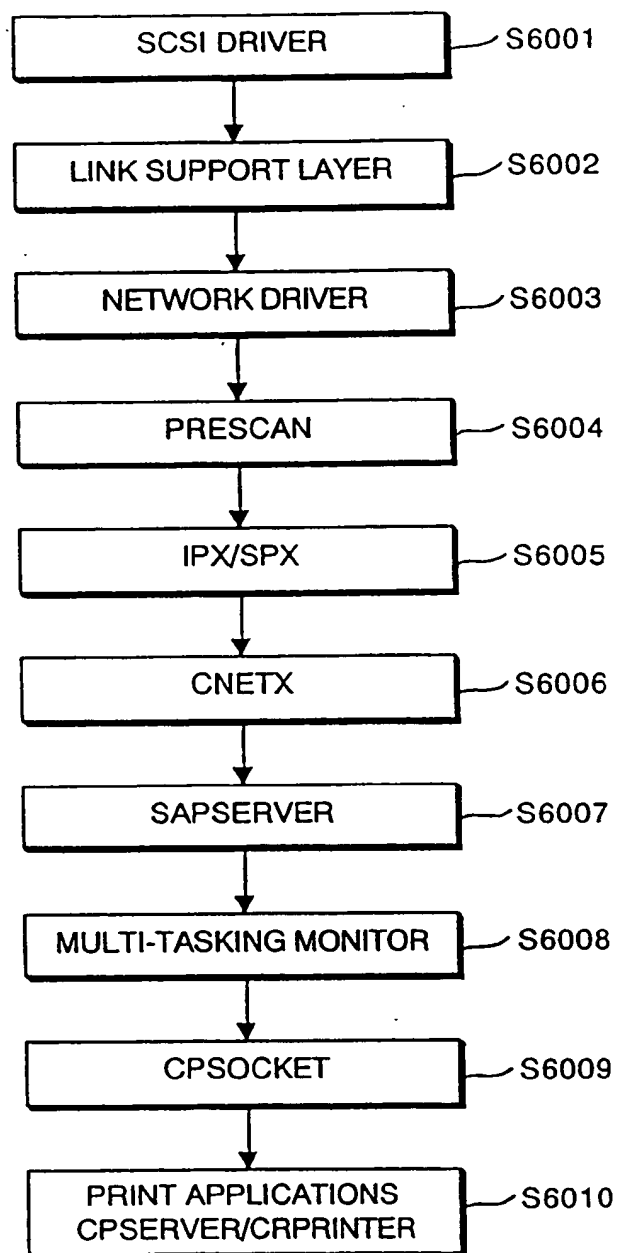 SCSI DRIVER
S6001
LINK SUPPORT LAYER
S6002
NETWORK DRIVER
S6003
PRESCAN
S6004
IPX/SPX
S6005
CNETX
S6006
SAPSERVER
S6007
MULTI-TASKING MONITOR
S6008
CPSOCKET
S6009
PRINT APPLICATIONS
CPSERVER/CRPRINTER
S6010